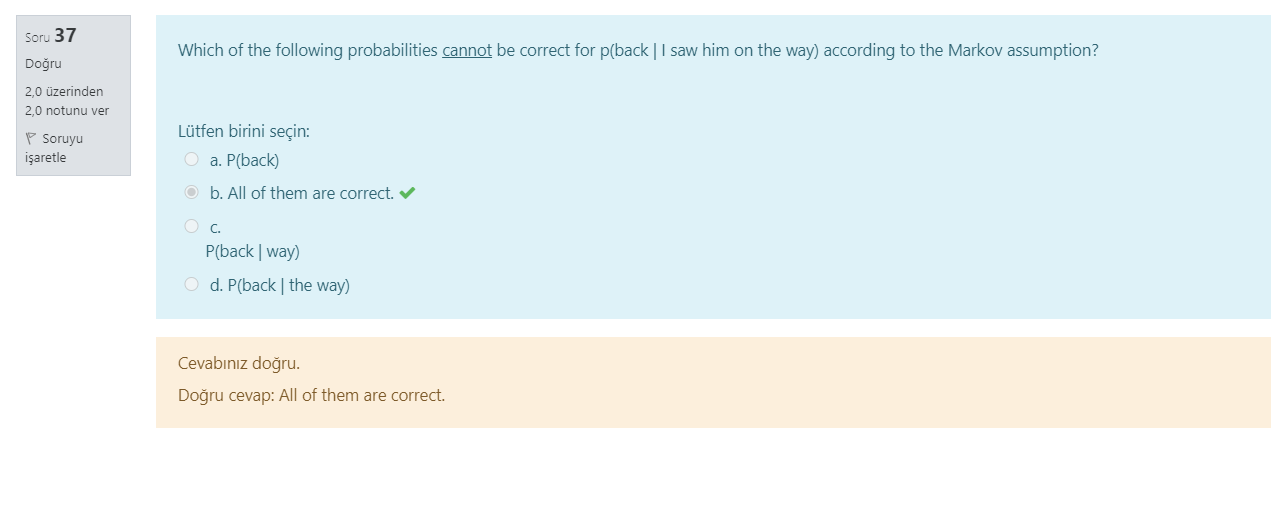 Soru 37
Doğru
2,0 üzerinden
2,0 notunu ver
Soruyu
işaretle
Which of the following probabilities cannot be correct for p(back | I saw him on the way) according to the Markov assumption?
Lütfen birini seçin:
a. P(back)
b. All of them are correct.
c.
P(back | way)
d. P(back | the way)
Cevabınız doğru.
Doğru cevap: All of them are correct.